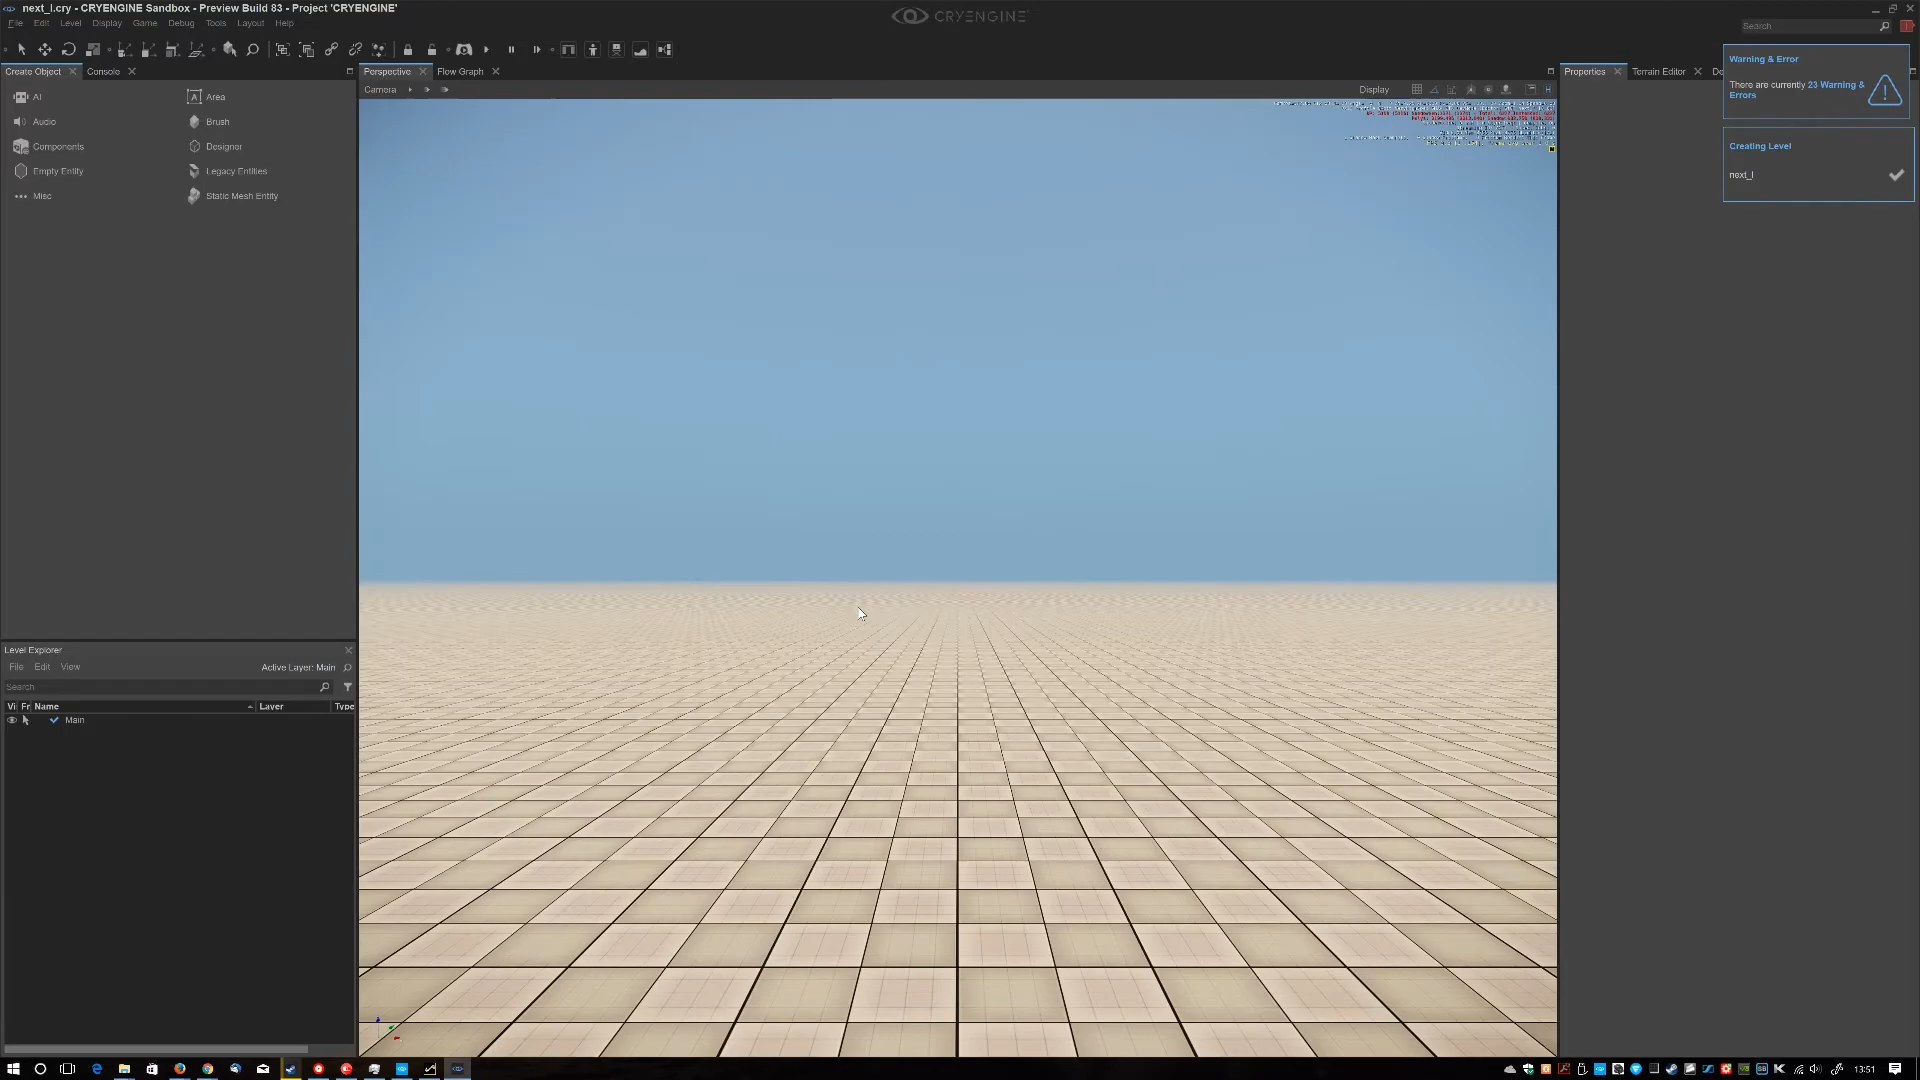 next_l.cry - CRYENGINE Sandbox - Preview Build 83 - Project 'CRYENGINE'
CRYENGINE
File Edit Level Display Game Debug Tools Layout Help
Search
Create Object Console
Perspective Flow Graph
Properties Terrain Editor
Camera
Display
AI
Area
Audio
Brush
Components
Designer
Empty Entity
Legacy Entities
Misc
Static Mesh Entity
Warning & Error
There are currently 23 Warning &
Errors
Creating Level
next_l
Level Explorer
File Edit View Active Layer: Main
Search
Vi Fr Name Layer Type
Main
13:51